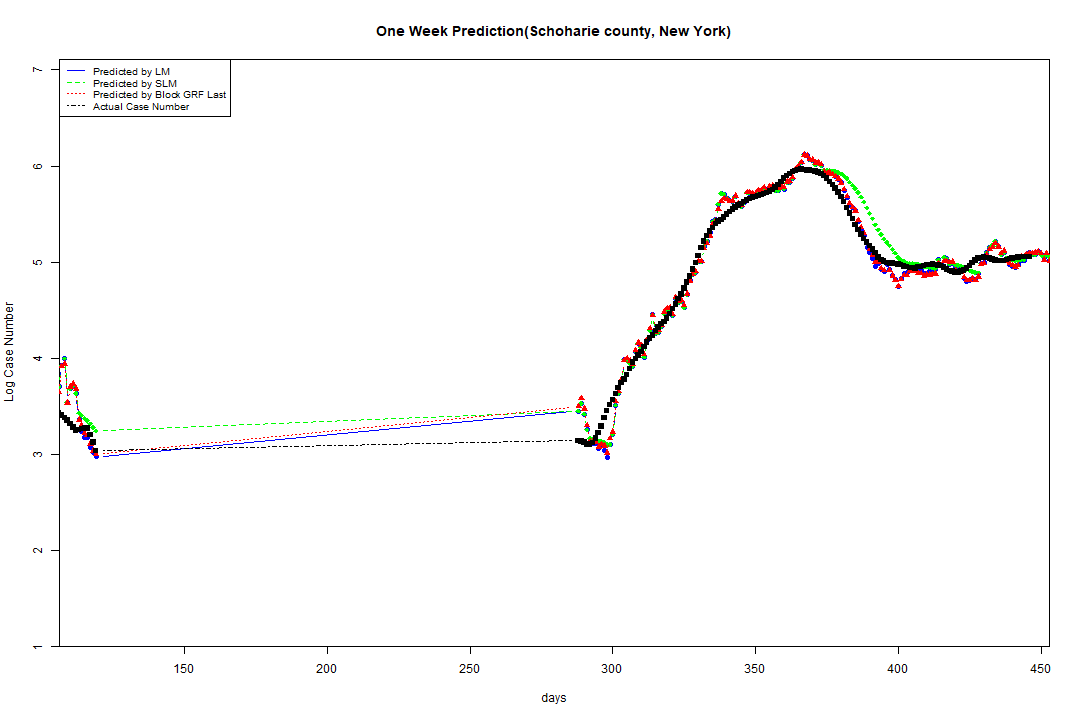 One Week Prediction(Schoharie county, New York)
Predicted by LM
Predicted by SLM
Predicted by Block GRF Last
Actual Case Number
7
6
5
4
3
2
1
Log Case Number
150 200 250 300 350 400 450
days